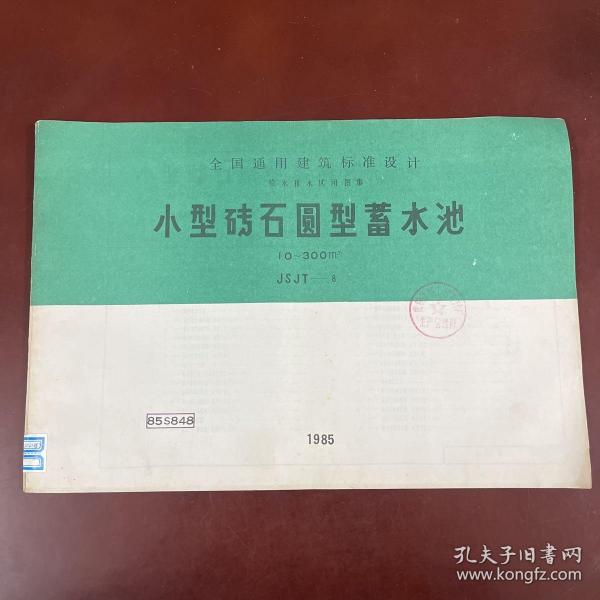 全国通用建筑标准设计
给水排水试用图集
小型砖石圆型蓄水池
10~300m³
JSJT——8
85S848
1985
孔夫子旧书网
www.kongfz.com